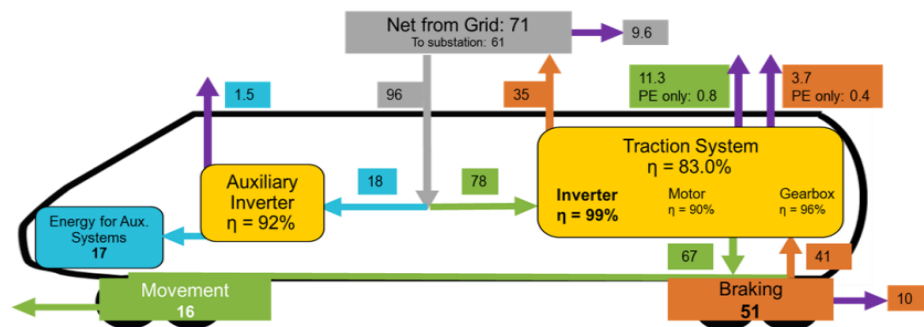 Net from Grid: 71
To substation: 61
9.6
1.5
96
35
11.3
PE only: 0.8
3.7
PE only: 0.4
Traction System
η = 83.0%
Inverter
η = 99%
Motor
η = 90%
Gearbox
η = 96%
Auxiliary
Inverter
η = 92%
18
78
Energy for Aux.
Systems
17
67
41
Movement
16
Braking
51
10